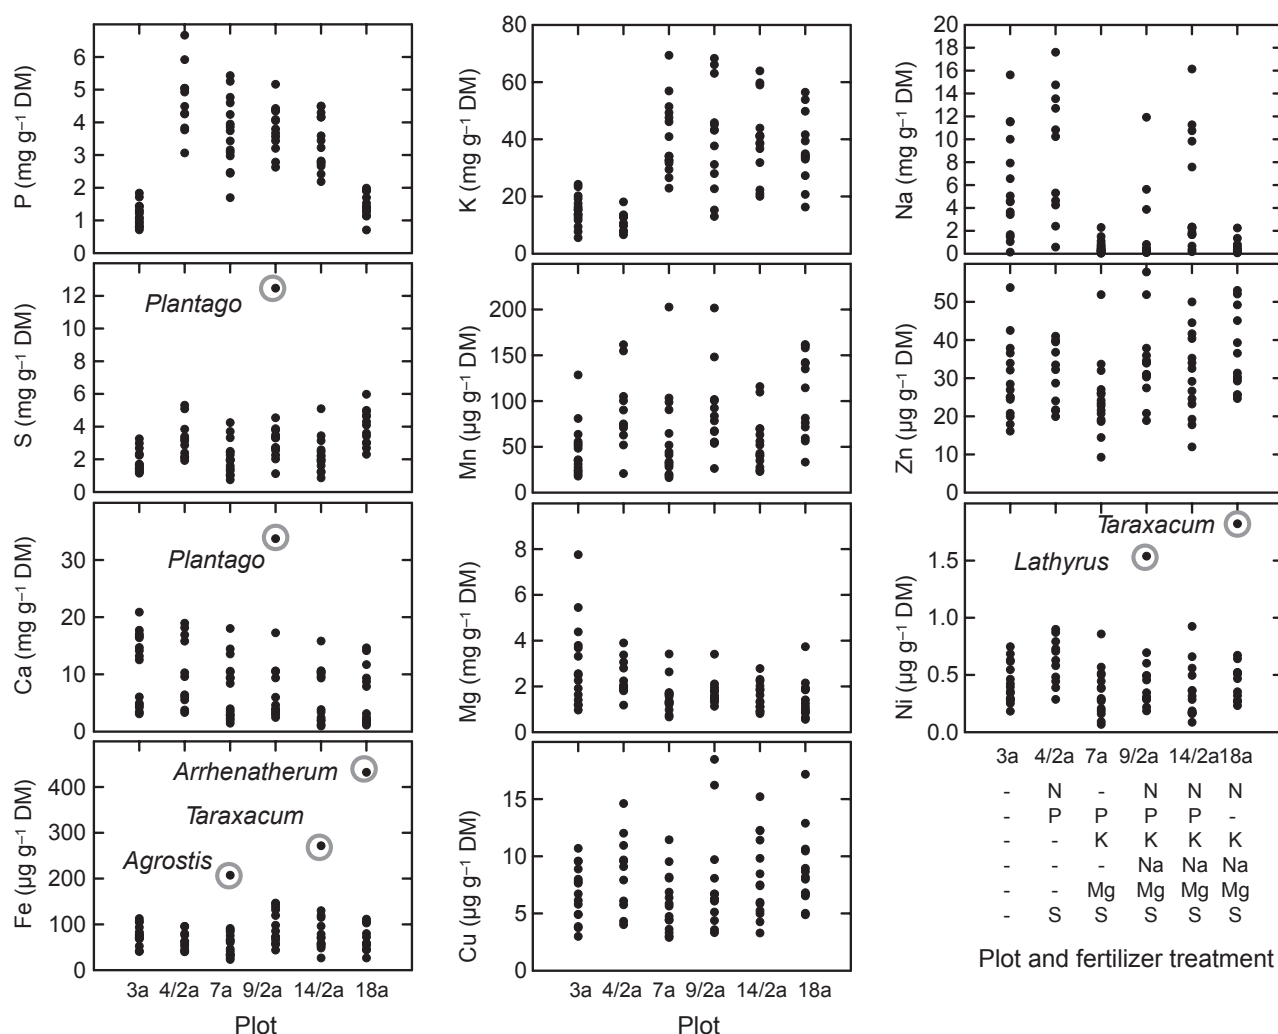 P (mg g⁻¹ DM)
6
5
4
3
2
1
0
K (mg g⁻¹ DM)
80
60
40
20
0
Na (mg g⁻¹ DM)
20
18
16
14
12
10
8
6
4
2
0
S (mg g⁻¹ DM)
12
10
8
6
4
2
0
Plantago
Mn (µg g⁻¹ DM)
200
150
100
50
0
Zn (µg g⁻¹ DM)
50
40
30
20
10
0
Ca (mg g⁻¹ DM)
30
20
10
0
Plantago
Mg (mg g⁻¹ DM)
8
6
4
2
0
Ni (µg g⁻¹ DM)
1.5
1.0
0.5
0.0
Taraxacum
Lathyrus
3a 4/2a 7a 9/2a 14/2a 18a
- N - N N N
- P P P P -
- - K K K K
- - - Na Na Na
- - Mg Mg Mg Mg
- S S S S S
Plot and fertilizer treatment
Fe (µg g⁻¹ DM)
400
300
200
100
0
Arrhenatherum
Taraxacum
Agrostis
3a 4/2a 7a 9/2a 14/2a 18a
Plot
Cu (µg g⁻¹ DM)
15
10
5
0
3a 4/2a 7a 9/2a 14/2a 18a
Plot